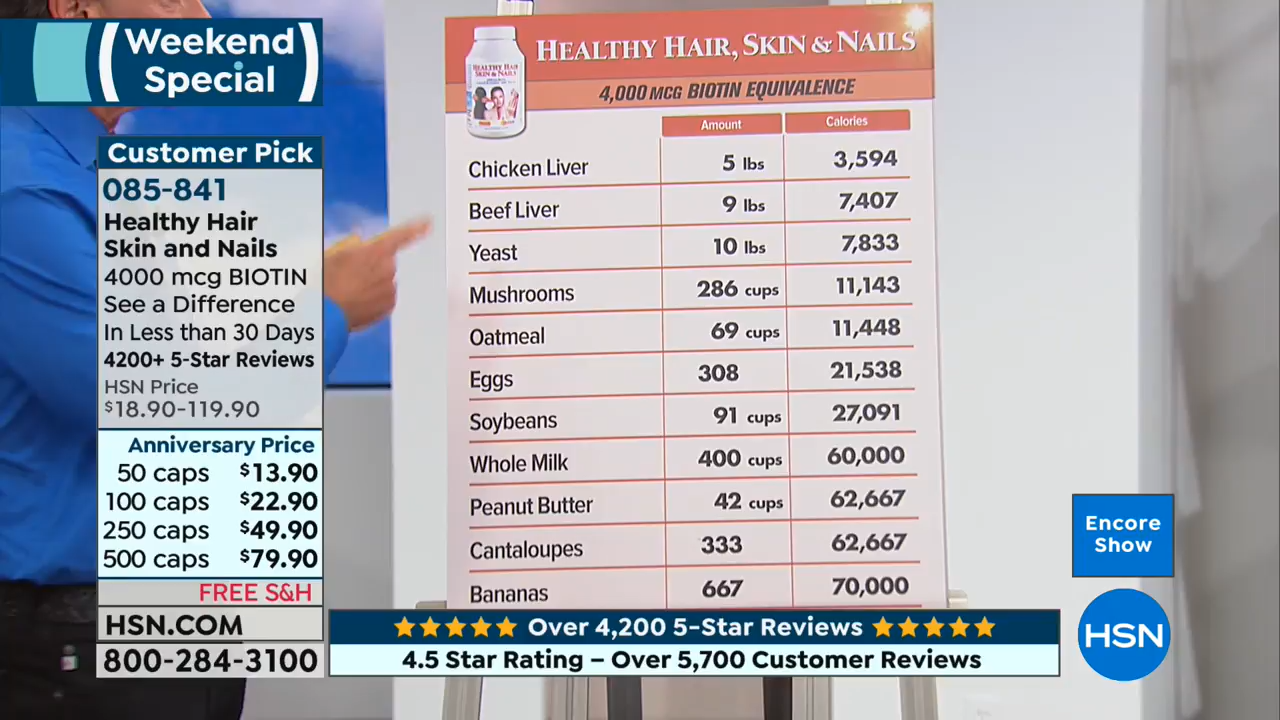 (Weekend
Special)
Customer Pick
085-841
Healthy Hair
Skin and Nails
4000 mcg BIOTIN
See a Difference
In Less than 30 Days
4200+ 5-Star Reviews
HSN Price
$18.90-119.90
Anniversary Price
50 caps $13.90
100 caps $22.90
250 caps $49.90
500 caps $79.90
FREE S&H
HSN.COM
800-284-3100
HEALTHY HAIR, SKIN & NAILS
HEALTHY HAIR
SKIN & NAILS
4,000 MCG BIOTIN EQUIVALENCE
Amount Calories
Chicken Liver 5 lbs 3,594
Beef Liver 9 lbs 7,407
Yeast 10 lbs 7,833
Mushrooms 286 cups 11,143
Oatmeal 69 cups 11,448
Eggs 308 21,538
Soybeans 91 cups 27,091
Whole Milk 400 cups 60,000
Peanut Butter 42 cups 62,667
Cantaloupes 333 62,667
Bananas 667 70,000
Encore
Show
HSN
Over 4,200 5-Star Reviews
4.5 Star Rating – Over 5,700 Customer Reviews